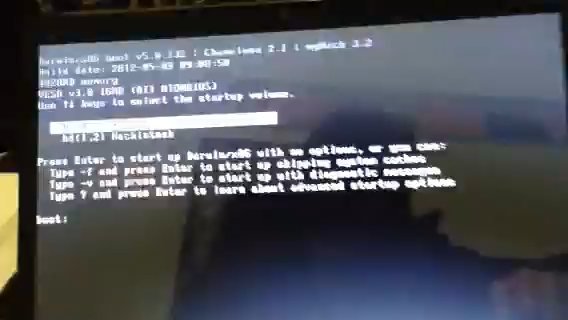 Darwin/x86 boot v5.0.132 : Chameleon 2.1 : myHack 3.2
Build date: 2012-05-03 09:08:50
memory
VESA v3.0 16MB
Use ↑↓ keys to select the startup volume.
hd(1,2) Hackintosh
Press Enter to start up Darwin/x86 with no options, or you can:
Type -f and press Enter to start up skipping system caches
Type -v and press Enter to start up with diagnostic messages
Type ? and press Enter to learn about advanced startup options
boot: